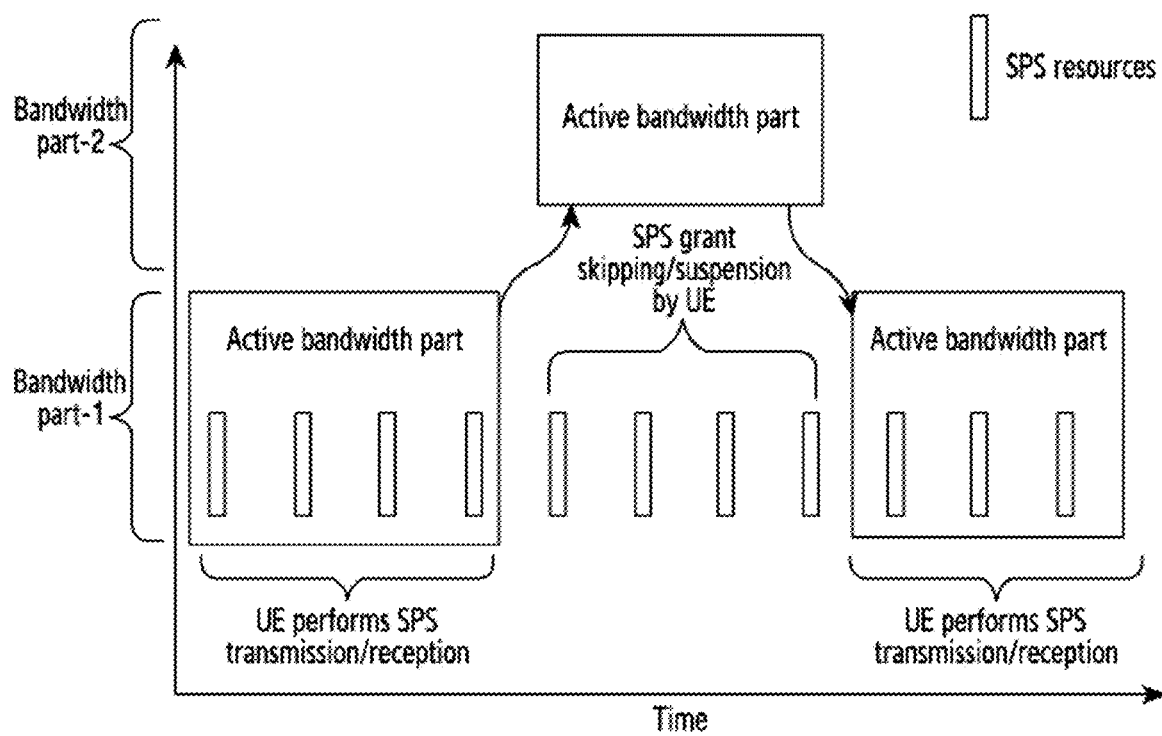 Bandwidth
part-2
Active bandwidth part
SPS resources
SPS grant
skipping/suspension
by UE
Bandwidth
part-1
Active bandwidth part
Active bandwidth part
UE performs SPS
transmission/reception
UE performs SPS
transmission/reception
Time